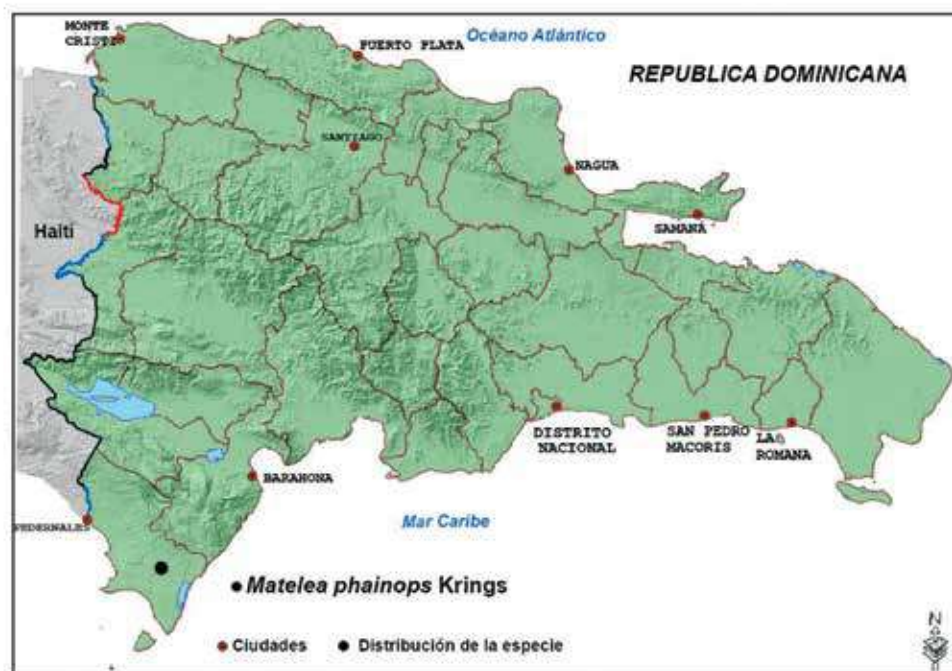 MONTE
CRISTI
PUERTO PLATA
Océano Atlántico
REPUBLICA DOMINICANA
SANTIAGO
NAGUA
SAMANÁ
Haití
DISTRITO
NACIONAL
SAN PEDRO
MACORIS
LA
ROMANA
BARAHONA
PEDERNALES
Mar Caribe
Matelea phainops Krings
Ciudades
Distribución de la especie
N